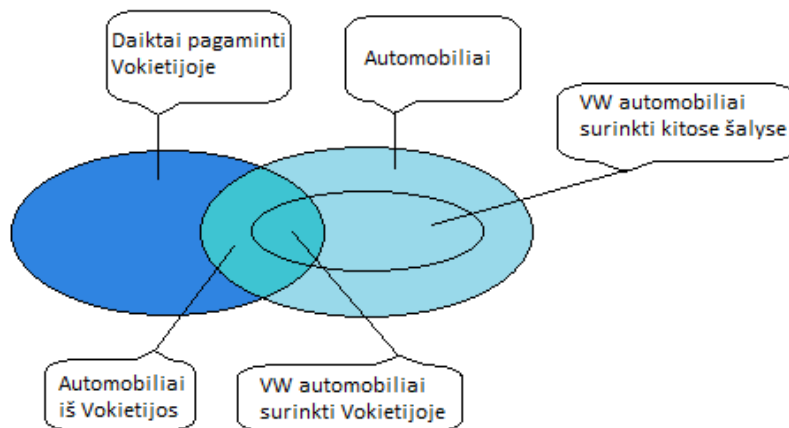 Daiktai pagaminti
Vokietijoje
Automobiliai
VW automobiliai
surinkti kitose šalyse
Automobiliai
iš Vokietijos
VW automobiliai
surinkti Vokietijoje